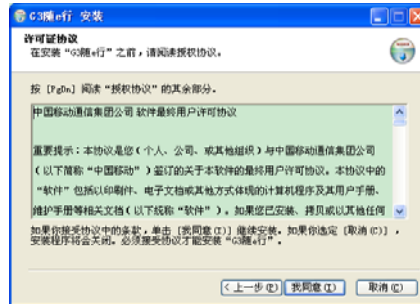 G3随e行 安装
许可证协议
在安装“G3随e行”之前，请阅读授权协议。
按 [PgDn] 阅读“授权协议”的其余部分。
中国移动通信集团公司 软件最终用户许可协议
重要提示：本协议是您（个人、公司、或其他组织）与中国移动通信集团公司
（以下简称“中国移动”）签订的关于本软件的最终用户许可协议。本协议中的
“软件”包括以印刷件、电子文档或其他方式体现的计算机程序及其用户手册、
维护手册等相关文档（以下统称“软件”）。如果您已安装、拷贝或以其他任何
如果你接受协议中的条款，单击 [我同意(I)] 继续安装。如果你选定 [取消(C)] ，
安装程序将会关闭。必须接受协议才能安装“G3随e行”。
< 上一步(P)  我同意(I)  取消(C)